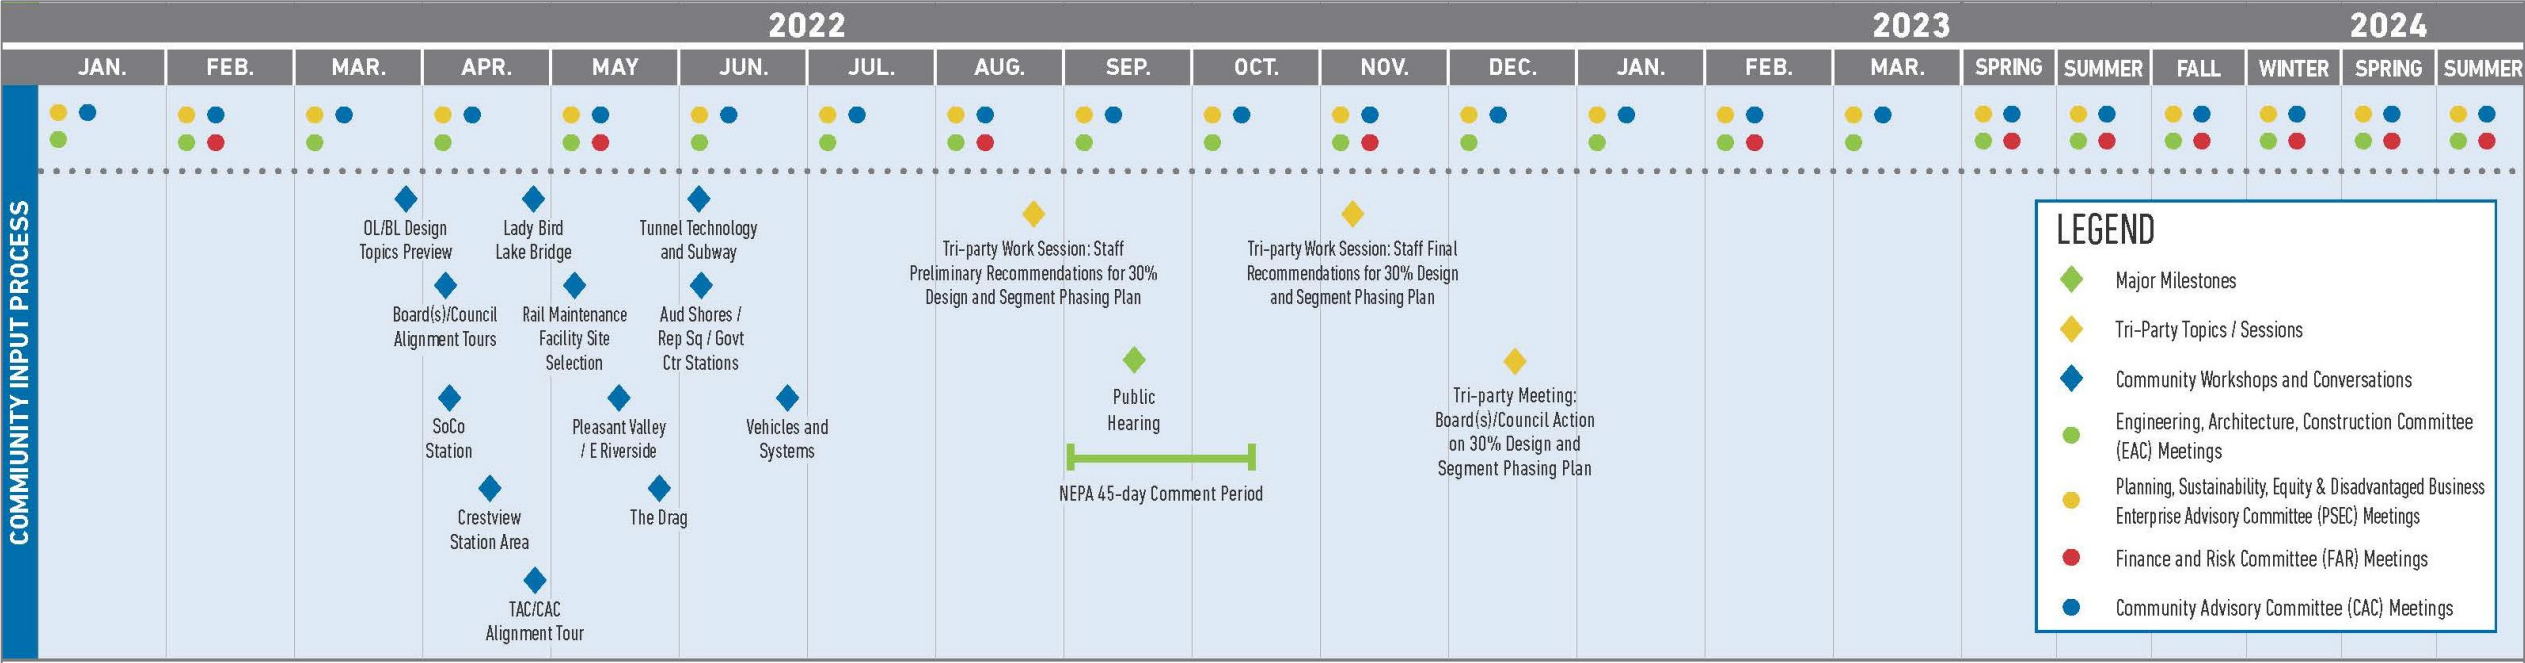 2022
2023
2024
JAN.
FEB.
MAR.
APR.
MAY
JUN.
JUL.
AUG.
SEP.
OCT.
NOV.
DEC.
JAN.
FEB.
MAR.
SPRING
SUMMER
FALL
WINTER
SPRING
SUMMER
COMMUNITY INPUT PROCESS
OL/BL Design
Topics Preview
Lady Bird
Lake Bridge
Tunnel Technology
and Subway
Tri-party Work Session: Staff
Preliminary Recommendations for 30%
Design and Segment Phasing Plan
Tri-party Work Session: Staff Final
Recommendations for 30% Design
and Segment Phasing Plan
Board(s)/Council
Alignment Tours
Rail Maintenance
Facility Site
Selection
Aud Shores /
Rep Sq / Govt
Ctr Stations
Public
Hearing
Tri-party Meeting:
Board(s)/Council Action
on 30% Design and
Segment Phasing Plan
SoCo
Station
Pleasant Valley
/ E Riverside
Vehicles and
Systems
NEPA 45-day Comment Period
Crestview
Station Area
The Drag
TAC/CAC
Alignment Tour
LEGEND
Major Milestones
Tri-Party Topics / Sessions
Community Workshops and Conversations
Engineering, Architecture, Construction Committee
(EAC) Meetings
Planning, Sustainability, Equity & Disadvantaged Business
Enterprise Advisory Committee (PSEC) Meetings
Finance and Risk Committee (FAR) Meetings
Community Advisory Committee (CAC) Meetings